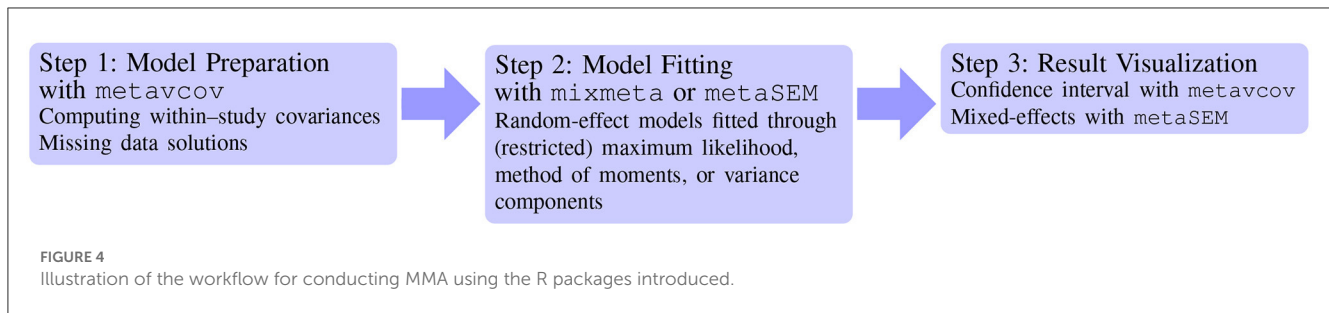 Step 1: Model Preparation
with metavcov
Computing within–study covariances
Missing data solutions
Step 2: Model Fitting
with mixmeta or metaSEM
Random-effect models fitted through
(restricted) maximum likelihood,
method of moments, or variance
components
Step 3: Result Visualization
Confidence interval with metavcov
Mixed-effects with metaSEM
FIGURE 4
Illustration of the workflow for conducting MMA using the R packages introduced.